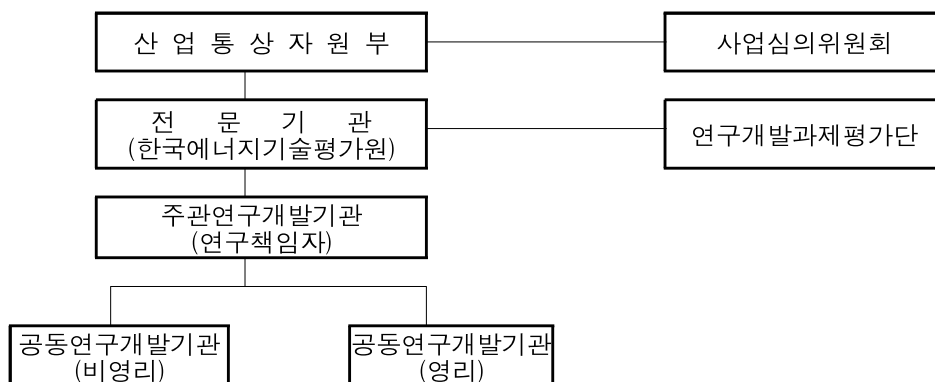 산 업 통 상 자 원 부
사업심의위원회
전 문 기 관
(한국에너지기술평가원)
연구개발과제평가단
주관연구개발기관
(연구책임자)
공동연구개발기관
(비영리)
공동연구개발기관
(영리)